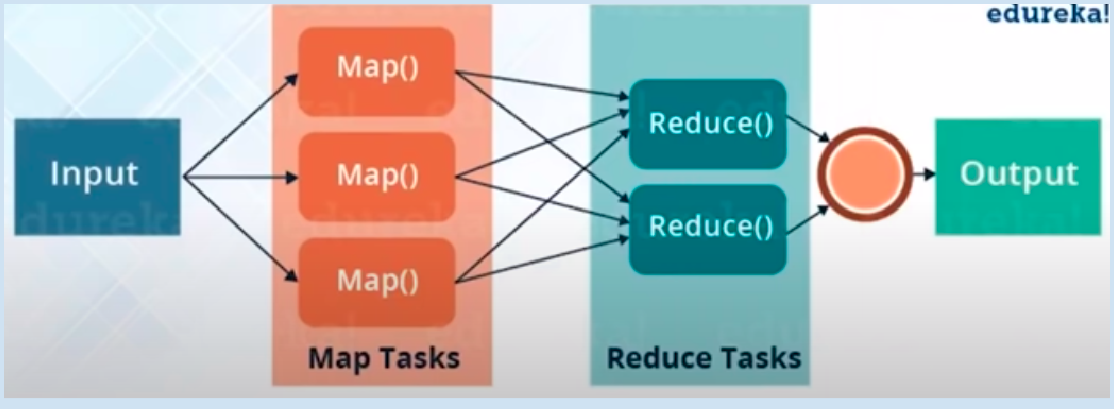 edureka!
Input
Map()
Map()
Map()
Map Tasks
Reduce()
Reduce()
Reduce Tasks
Output